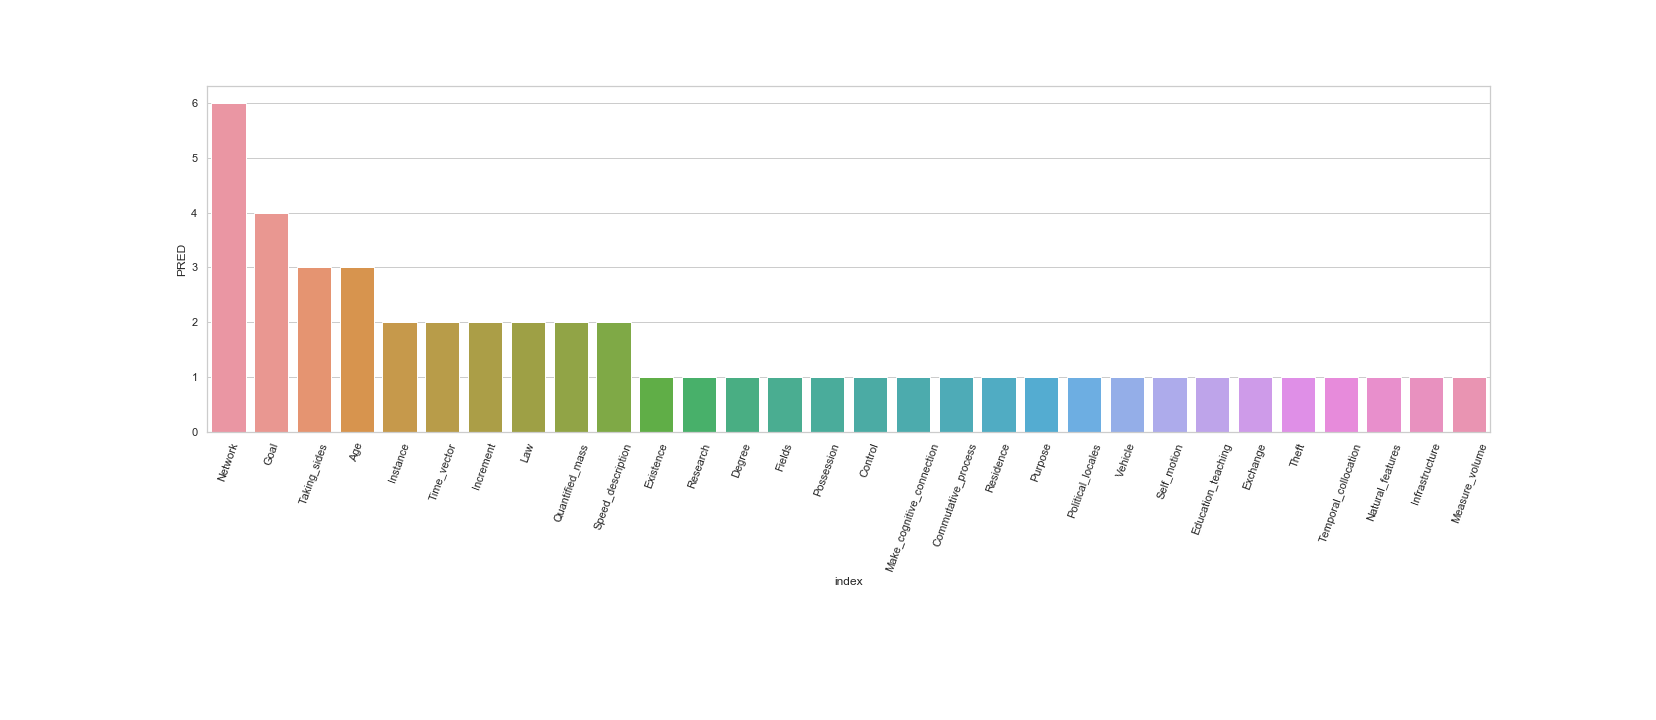 6
5
4
3
2
1
0
PRED
Network
Goal
Taking_sides
Age
Instance
Time_vector
Increment
Law
Quantified_mass
Speed_description
Existence
Research
Degree
Fields
Possession
Control
Make_cognitive_connection
Commutative_process
Residence
Purpose
Political_locales
Vehicle
Self_motion
Education_teaching
Exchange
Theft
Temporal_collocation
Natural_features
Infrastructure
Measure_volume
index